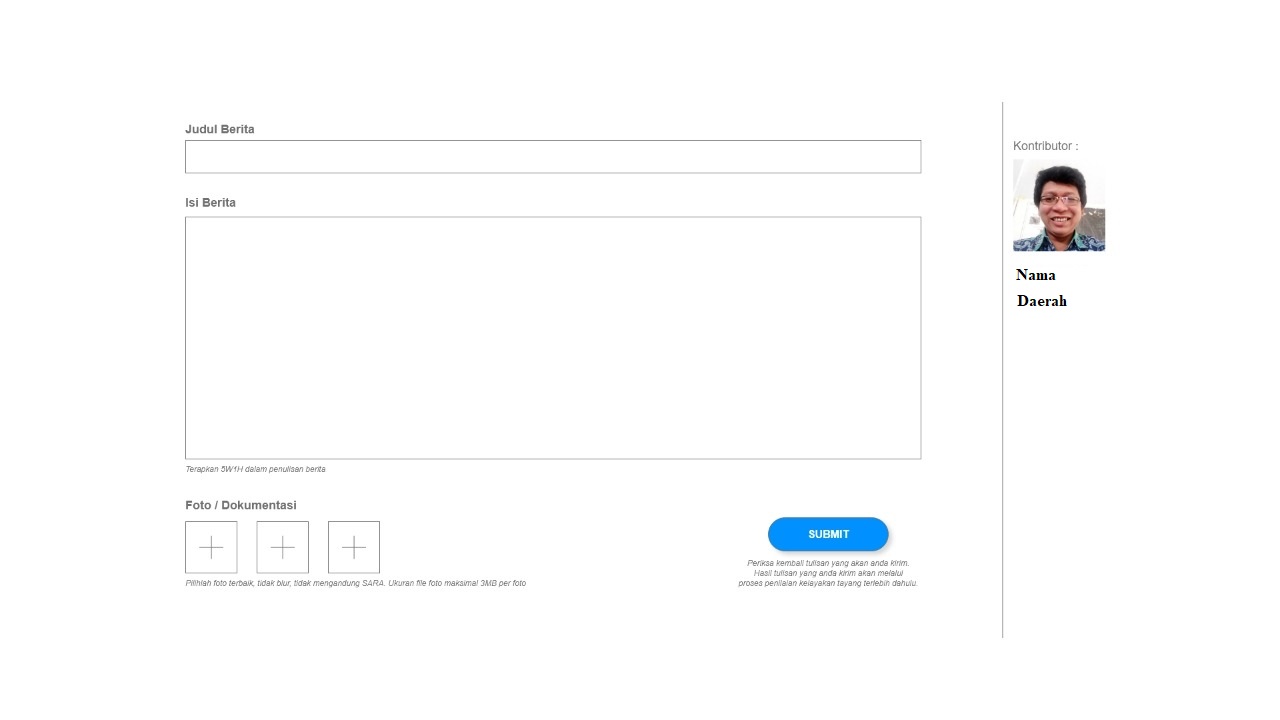 Judul Berita
Kontributor :
Isi Berita
Nama
Daerah
Terapkan 5W1H dalam penulisan berita
Foto / Dokumentasi
SUBMIT
Periksa kembali tulisan yang akan anda kirim.
Hasil tulisan yang anda kirim akan melalui
proses penilaian kelayakan tayang terlebih dahulu.
Pilihlah foto terbaik, tidak blur, tidak mengandung SARA. Ukuran file foto maksimal 3MB per foto